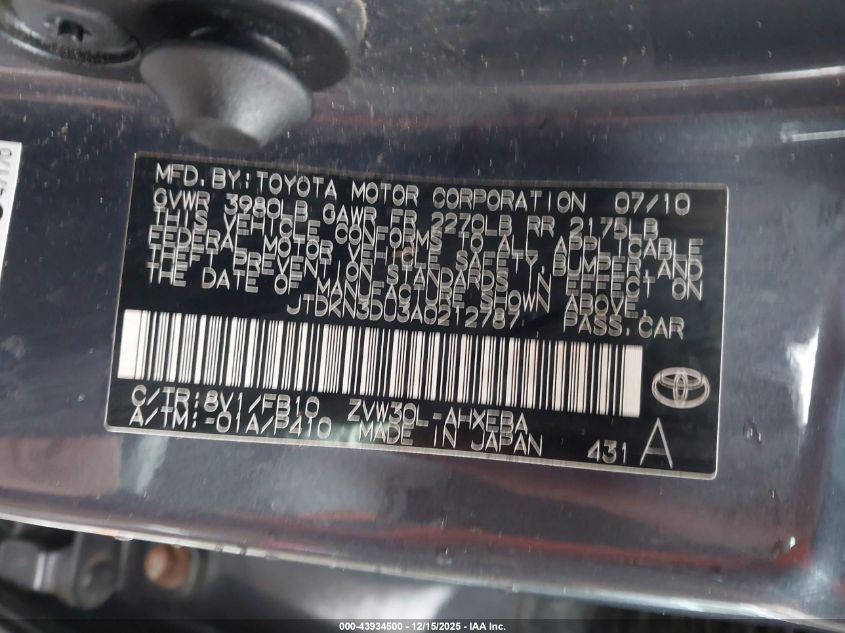 MFD. BY: TOYOTA MOTOR CORPORATION 07/10
GVWR 3980LB GAWR FR 2270LB RR 2175LB
THIS VEHICLE CONFORMS TO ALL APPLICABLE
FEDERAL MOTOR VEHICLE SAFETY, BUMPER, AND
THEFT PREVENTION STANDARDS IN EFFECT ON
THE DATE OF MANUFACTURE SHOWN ABOVE.
JTDKN3DU3A0212787 PASS. CAR
C/TR: 8V1/FB10 ZVW30L-AHXEBA
A/TM: -01A/P410 MADE IN JAPAN 431 A
000-43934500 - 12/15/2025 - IAA Inc.